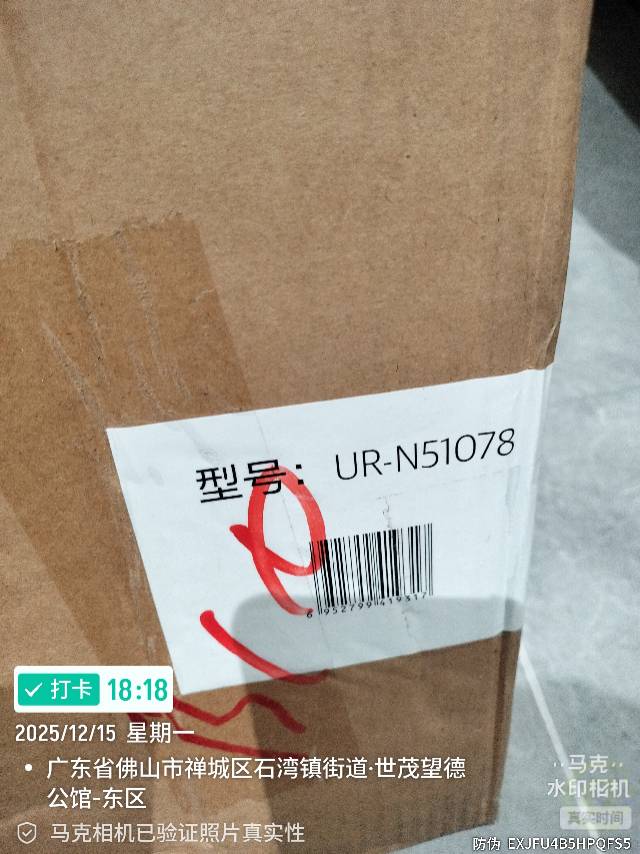 型号： UR-N51078
6 952799 419317
打卡 18:18
2025/12/15 星期一
广东省佛山市禅城区石湾镇街道·世茂望德
公馆-东区
马克相机已验证照片真实性
马克
水印相机
真实时间
防伪 EXJFU4B5HPQFS5